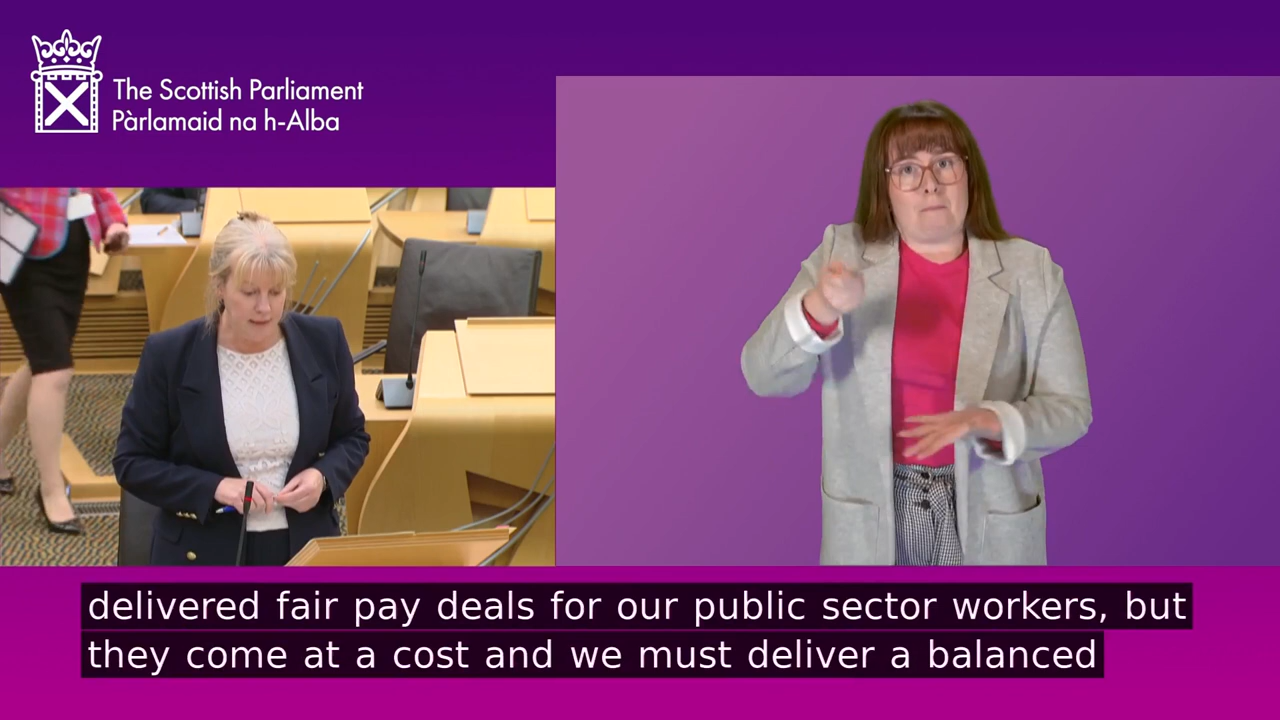 The Scottish Parliament
Pàrlamaid na h-Alba
delivered fair pay deals for our public sector workers, but
they come at a cost and we must deliver a balanced